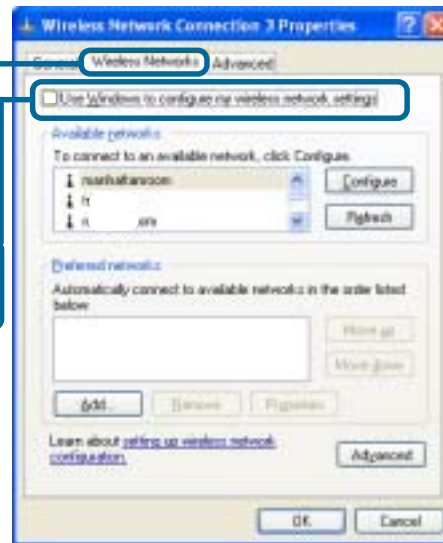 Wireless Network Connection 3 Properties
General Wireless Networks Advanced
Use Windows to configure my wireless network settings
Available networks
To connect to an available network, click Configure.
manhattanroom
Configure
Refresh
Preferred networks
Automatically connect to available networks in the order listed
below:
Move up
Move down
Add...
Remove
Properties
Learn about setting up wireless network
configuration.
Advanced
OK
Cancel